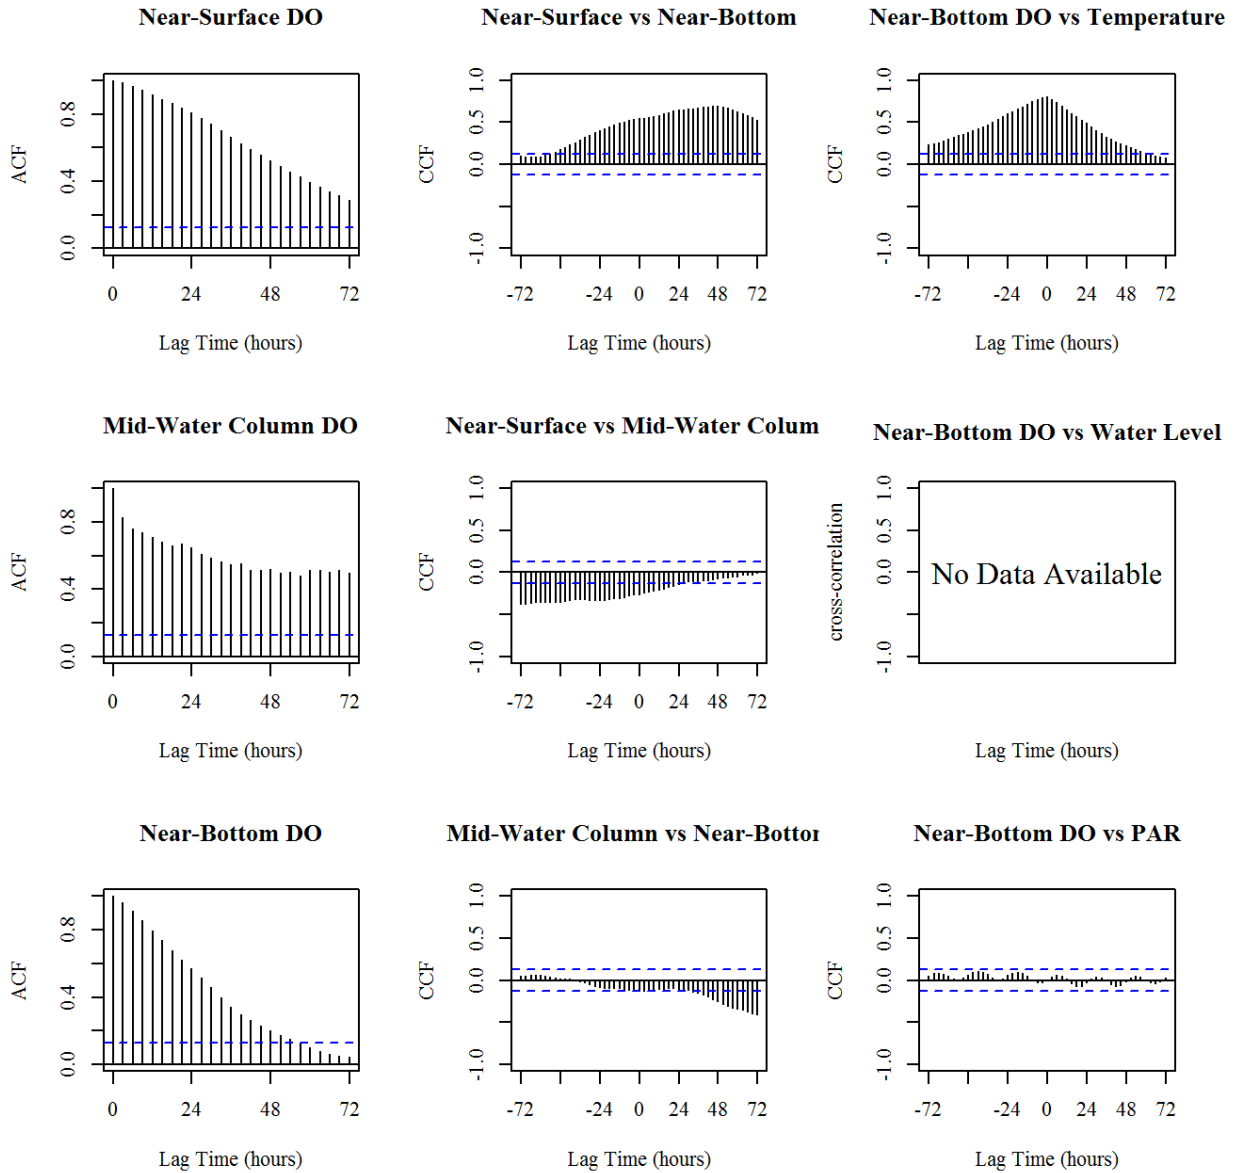 Near-Surface DO
ACF
0.0 0.4 0.8
0 24 48 72
Lag Time (hours)
Near-Surface vs Near-Bottom
CCF
-1.0 0.0 0.5 1.0
-72 -24 0 24 48 72
Lag Time (hours)
Near-Bottom DO vs Temperature
CCF
-1.0 0.0 0.5 1.0
-72 -24 0 24 48 72
Lag Time (hours)
Mid-Water Column DO
ACF
0.0 0.4 0.8
0 24 48 72
Lag Time (hours)
Near-Surface vs Mid-Water Colum
CCF
-1.0 0.0 0.5 1.0
-72 -24 0 24 48 72
Lag Time (hours)
Near-Bottom DO vs Water Level
cross-correlation
-1.0 0.0 0.5 1.0
No Data Available
Lag Time (hours)
Near-Bottom DO
ACF
0.0 0.4 0.8
0 24 48 72
Lag Time (hours)
Mid-Water Column vs Near-Bottor
CCF
-1.0 0.0 0.5 1.0
-72 -24 0 24 48 72
Lag Time (hours)
Near-Bottom DO vs PAR
CCF
-1.0 0.0 0.5 1.0
-72 -24 0 24 48 72
Lag Time (hours)